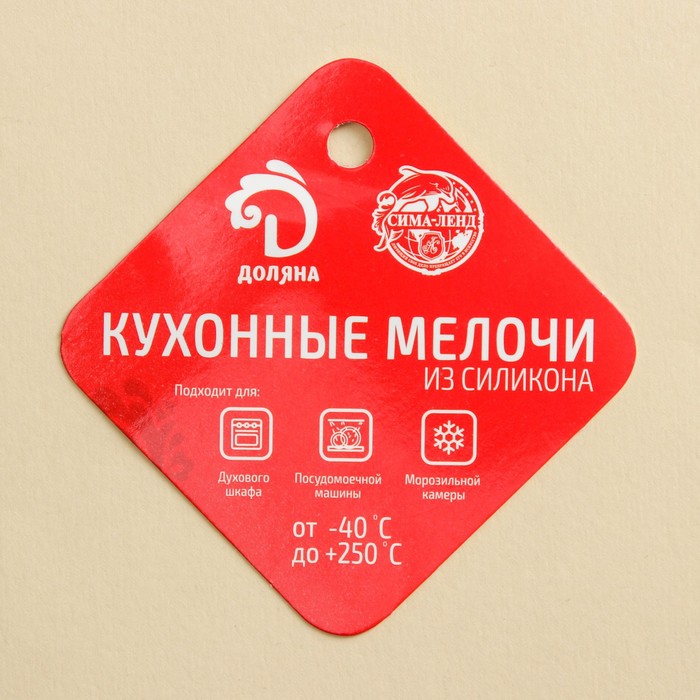 ДОЛЯНА
СИМА-ЛЕНД
КУХОННЫЕ МЕЛОЧИ
ИЗ СИЛИКОНА
Подходит для:
Духового шкафа
Посудомоечной машины
Морозильной камеры
от -40 °C
до +250 °C